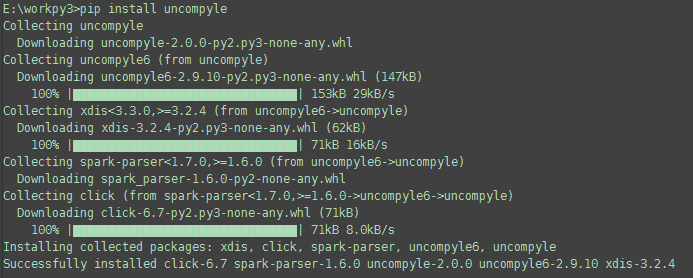 E:\workpy3>pip install uncompyle
Collecting uncompyle
Downloading uncompyle-2.0.0-py2.py3-none-any.whl
Collecting uncompyle6 (from uncompyle)
Downloading uncompyle6-2.9.10-py2.py3-none-any.whl (147kB)
100% |████████████████████████████████| 153kB 29kB/s
Collecting xdis<3.3.0,>=3.2.4 (from uncompyle6->uncompyle)
Downloading xdis-3.2.4-py2.py3-none-any.whl (62kB)
100% |████████████████████████████████| 71kB 16kB/s
Collecting spark-parser<1.7.0,>=1.6.0 (from uncompyle6->uncompyle)
Downloading spark_parser-1.6.0-py2-none-any.whl
Collecting click (from spark-parser<1.7.0,>=1.6.0->uncompyle6->uncompyle)
Downloading click-6.7-py2.py3-none-any.whl (71kB)
100% |████████████████████████████████| 71kB 8.0kB/s
Installing collected packages: xdis, click, spark-parser, uncompyle6, uncompyle
Successfully installed click-6.7 spark-parser-1.6.0 uncompyle-2.0.0 uncompyle6-2.9.10 xdis-3.2.4